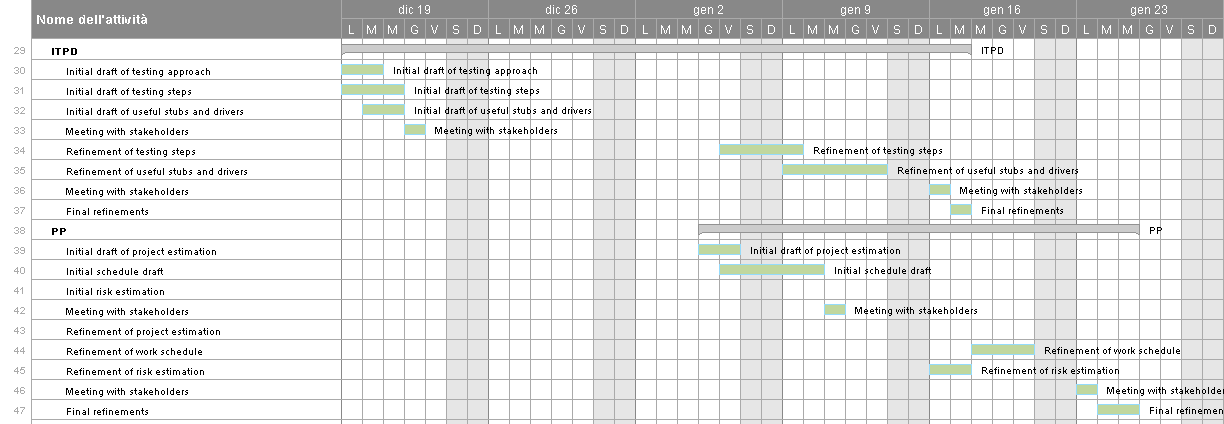 Nome dell'attività
dic 19 dic 26 gen 2 gen 9 gen 16 gen 23
L M M G V S D L M M G V S D L M M G V S D L M M G V S D L M M G V S D L M M G V S D
29 ITPD ITPD
30 Initial draft of testing approach Initial draft of testing approach
31 Initial draft of testing steps Initial draft of testing steps
32 Initial draft of useful stubs and drivers Initial draft of useful stubs and drivers
33 Meeting with stakeholders Meeting with stakeholders
34 Refinement of testing steps Refinement of testing steps
35 Refinement of useful stubs and drivers Refinement of useful stubs and drivers
36 Meeting with stakeholders Meeting with stakeholders
37 Final refinements Final refinements
38 PP PP
39 Initial draft of project estimation Initial draft of project estimation
40 Initial schedule draft Initial schedule draft
41 Initial risk estimation
42 Meeting with stakeholders Meeting with stakeholders
43 Refinement of project estimation
44 Refinement of work schedule Refinement of work schedule
45 Refinement of risk estimation Refinement of risk estimation
46 Meeting with stakeholders Meeting with stakeholder
47 Final refinements Final refinemen